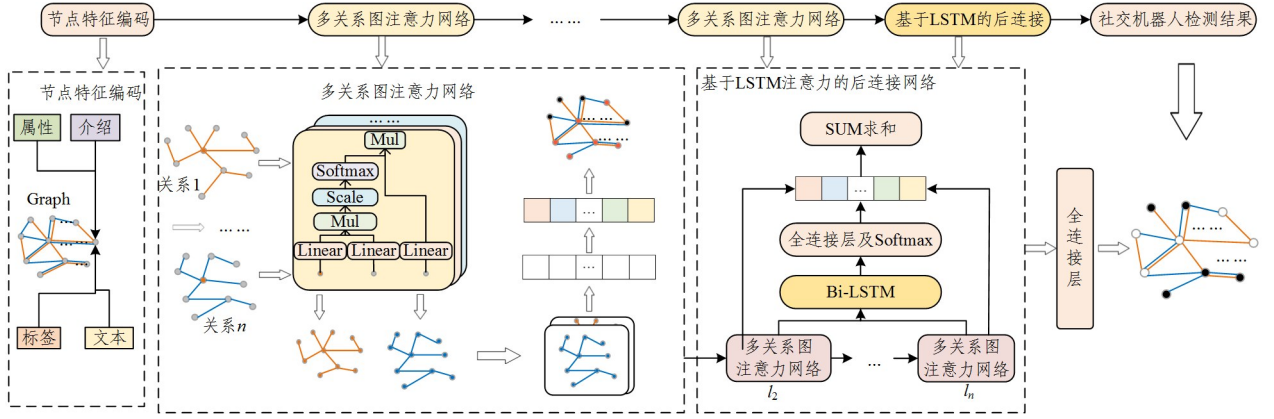 节点特征编码
多关系图注意力网络
... ...
多关系图注意力网络
基于LSTM的后连接
社交机器人检测结果
节点特征编码
属性
介绍
Graph
... ...
... ...
标签
文本
多关系图注意力网络
关系1
... ...
关系n
... ...
Mul
Softmax
Scale
Mul
Linear
Linear
Linear
... ...
... ...
...
...
基于LSTM注意力的后连接网络
SUM求和
...
全连接层及Softmax
Bi-LSTM
多关系图
注意力网络
l2
...
多关系图
注意力网络
ln
全连接层
... ...
... ...